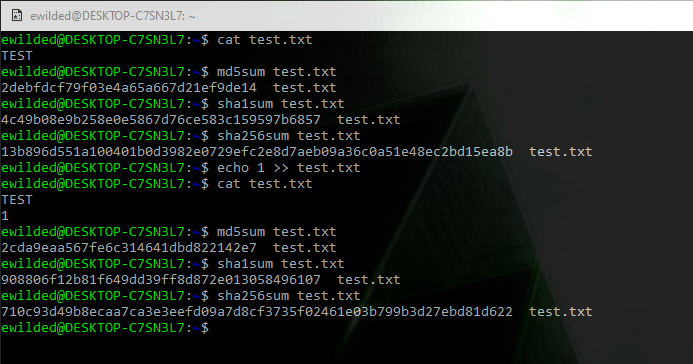 ewilded@DESKTOP-C7SN3L7: ~
ewilded@DESKTOP-C7SN3L7:~$ cat test.txt
TEST
ewilded@DESKTOP-C7SN3L7:~$ md5sum test.txt
2debfdcf79f03e4a65a667d21ef9de14  test.txt
ewilded@DESKTOP-C7SN3L7:~$ sha1sum test.txt
4c49b08e9b258e0e5867d76ce583c159597b6857  test.txt
ewilded@DESKTOP-C7SN3L7:~$ sha256sum test.txt
13b896d551a100401b0d3982e0729efc2e8d7aeb09a36c0a51e48ec2bd15ea8b  test.txt
ewilded@DESKTOP-C7SN3L7:~$ echo 1 >> test.txt
ewilded@DESKTOP-C7SN3L7:~$ cat test.txt
TEST
1
ewilded@DESKTOP-C7SN3L7:~$ md5sum test.txt
2cda9eaa567fe6c314641dbd822142e7  test.txt
ewilded@DESKTOP-C7SN3L7:~$ sha1sum test.txt
908806f12b81f649dd39ff8d872e013058496107  test.txt
ewilded@DESKTOP-C7SN3L7:~$ sha256sum test.txt
710c93d49b8ecaa7ca3e3eefd09a7d8cf3735f02461e03b799b3d27ebd81d622  test.txt
ewilded@DESKTOP-C7SN3L7:~$